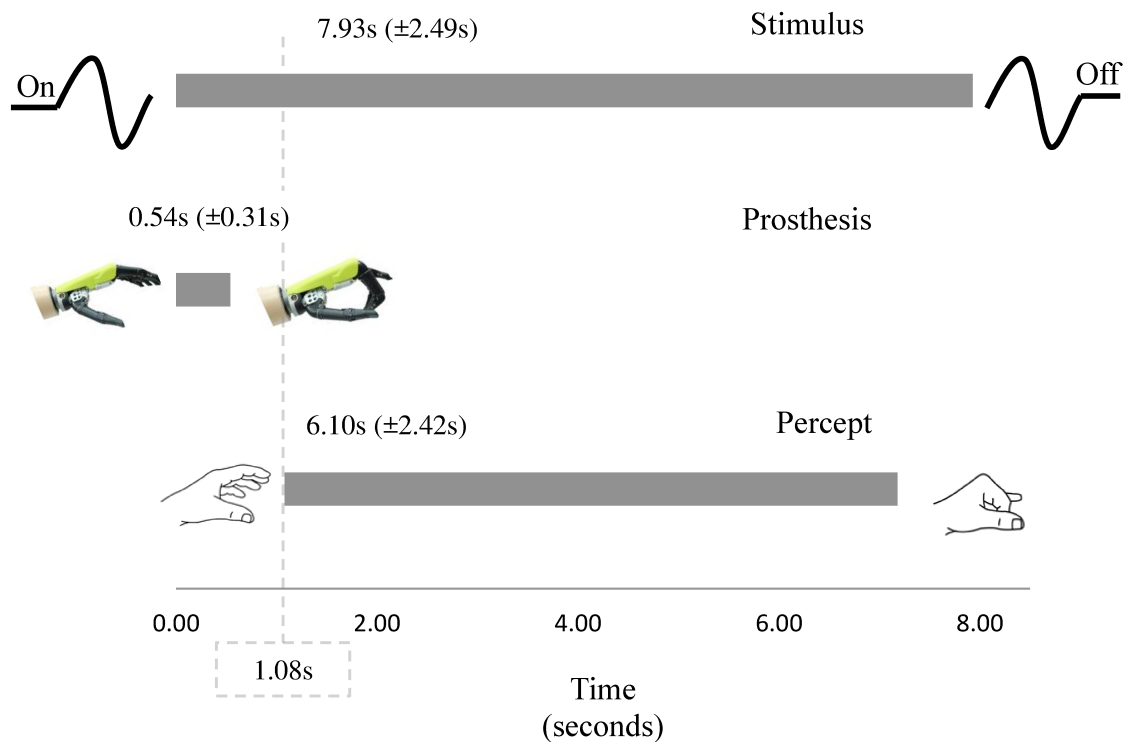 7.93s (±2.49s)
Stimulus
On
Off
0.54s (±0.31s)
Prosthesis
6.10s (±2.42s)
Percept
0.00 2.00 4.00 6.00 8.00
1.08s
Time
(seconds)